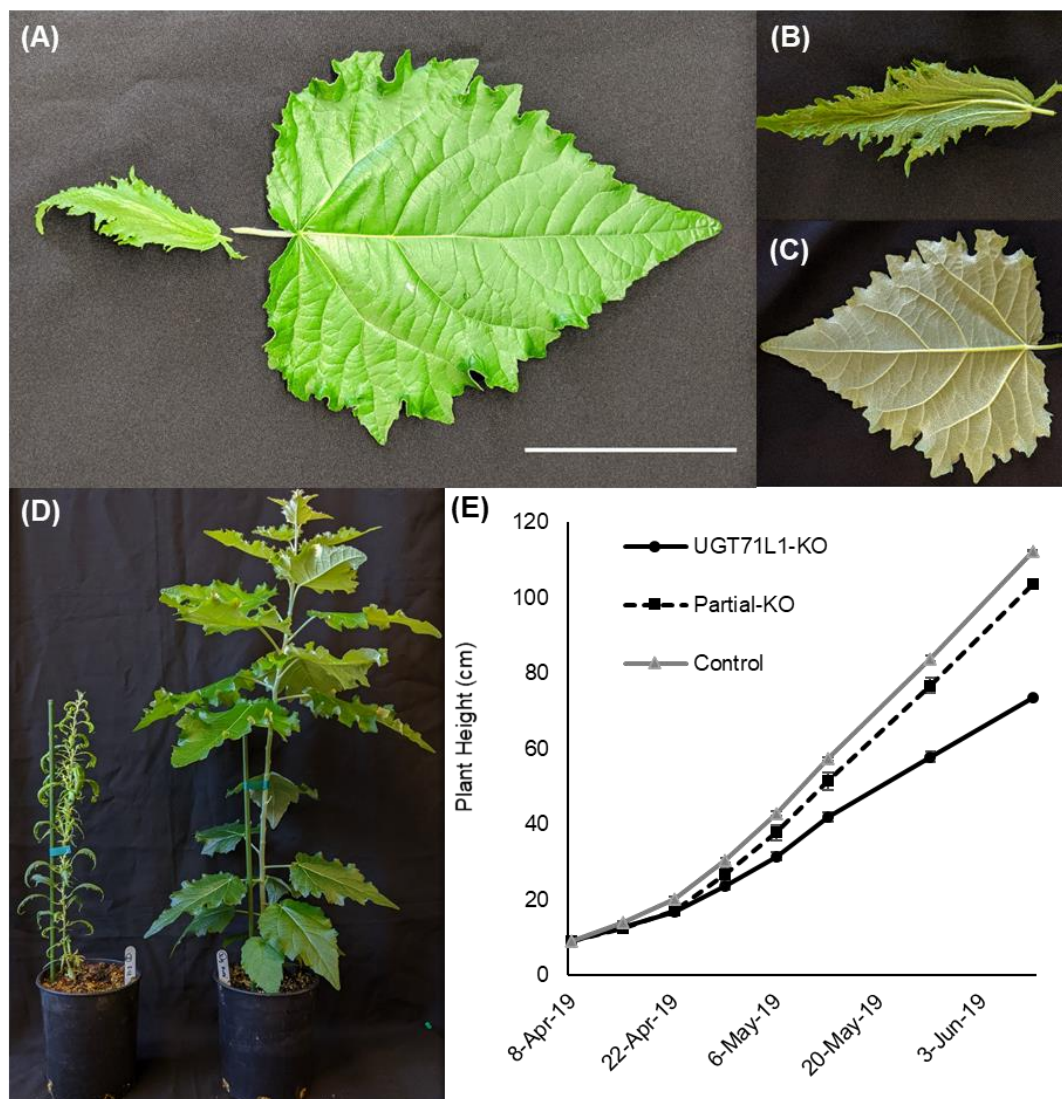 (A)
(B)
(C)
(D)
(E)
120
100
80
60
40
20
0
Plant Height (cm)
UGT71L1-KO
Partial-KO
Control
8-Apr-19
22-Apr-19
6-May-19
20-May-19
3-Jun-19